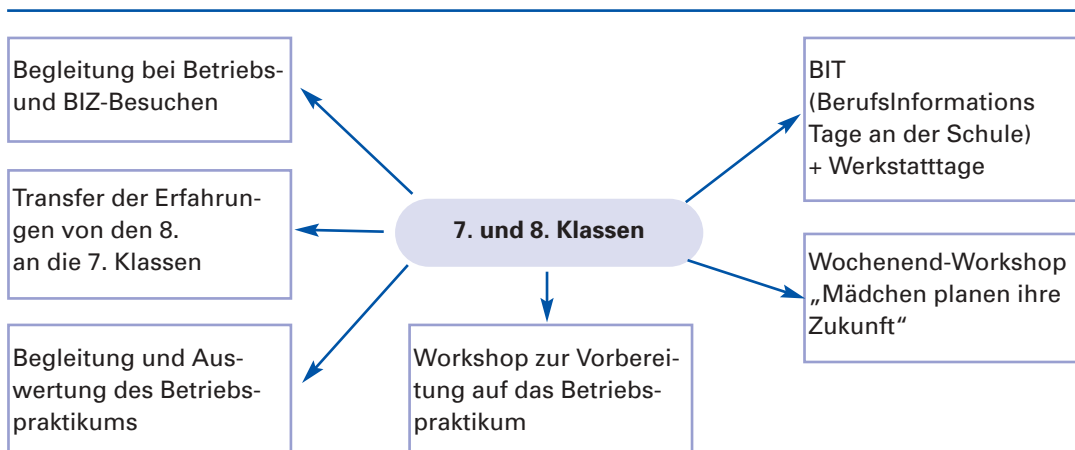 Begleitung bei Betriebs-
und BIZ-Besuchen
Transfer der Erfahrun-
gen von den 8.
an die 7. Klassen
Begleitung und Aus-
wertung des Betriebs-
praktikums
7. und 8. Klassen
Workshop zur Vorberei-
tung auf das Betriebs-
praktikum
BIT
(BerufsInformations
Tage an der Schule)
+ Werkstatttage
Wochenend-Workshop
„Mädchen planen ihre
Zukunft“